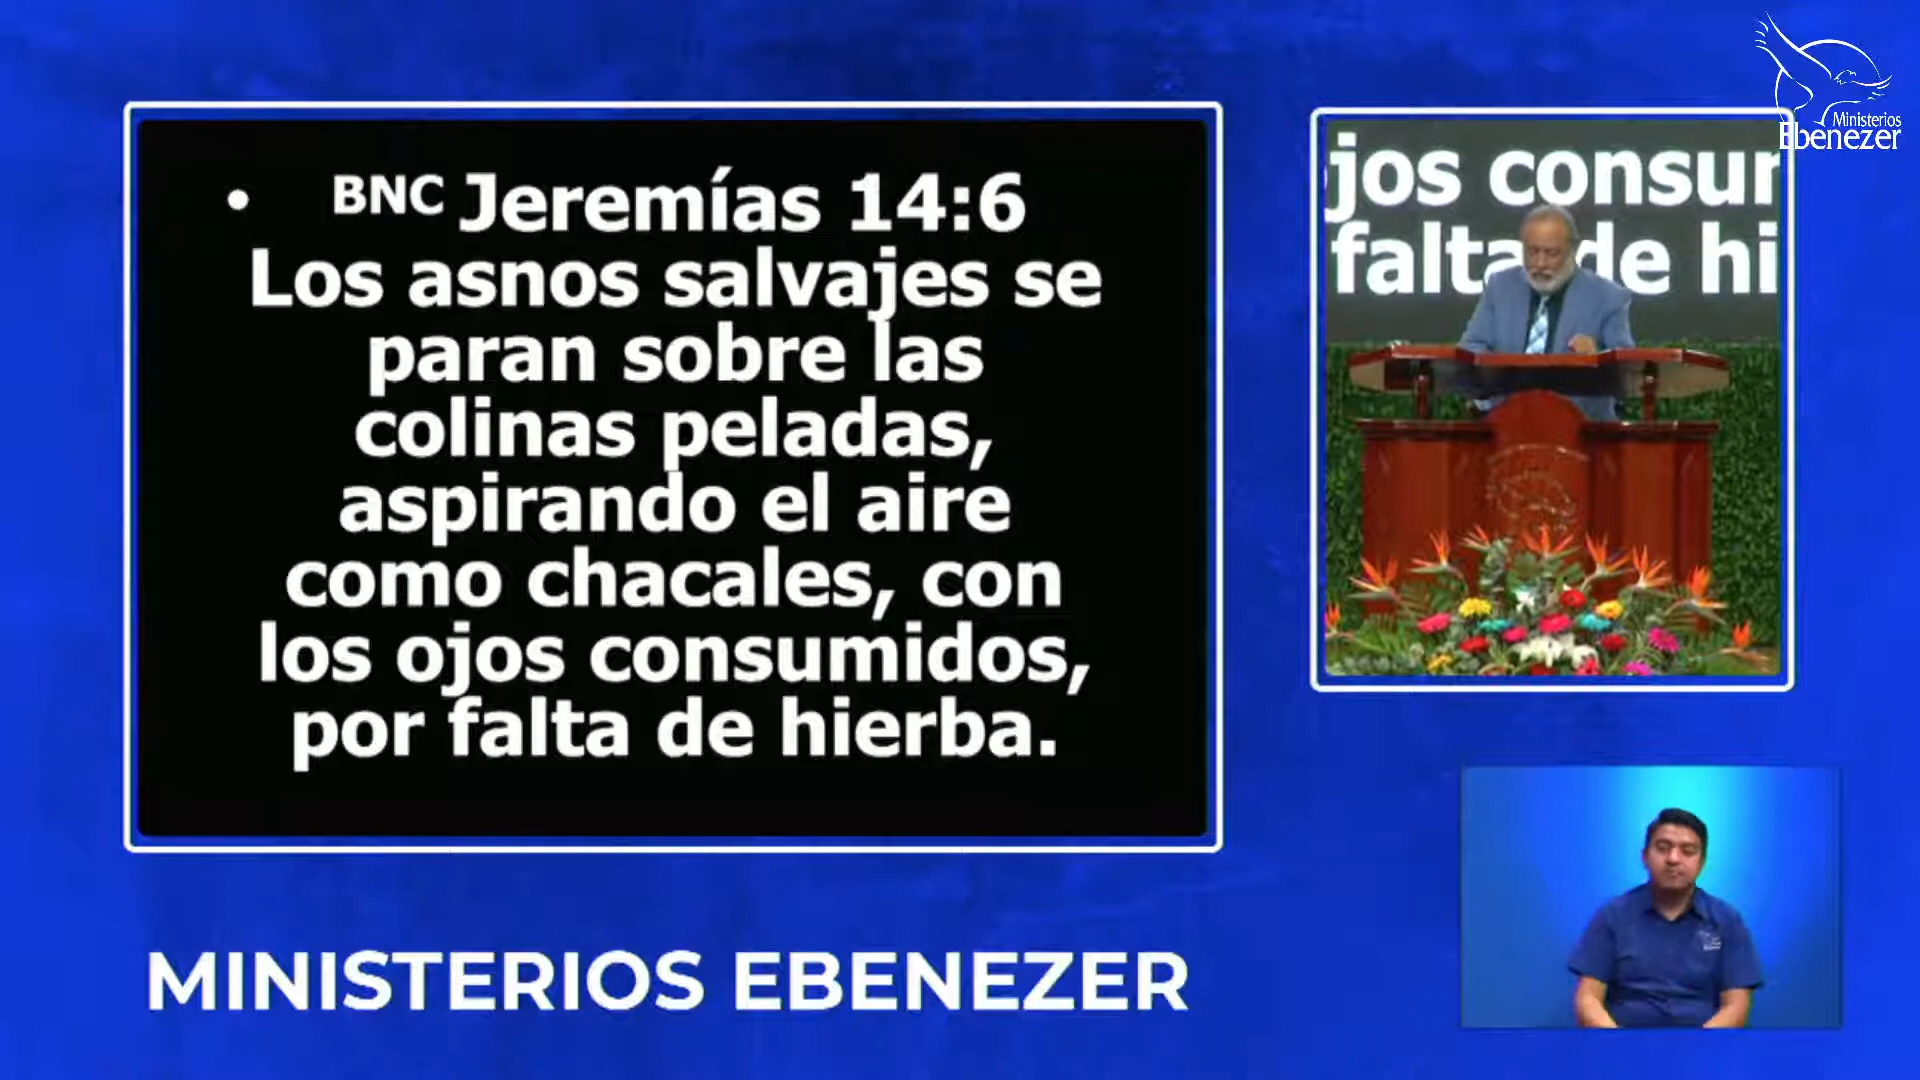 • BNC Jeremías 14:6
Los asnos salvajes se
paran sobre las
colinas peladas,
aspirando el aire
como chacales, con
los ojos consumidos,
por falta de hierba.
jos consum
falta de hi
Ministerios
Ebenezer
MINISTERIOS EBENEZER